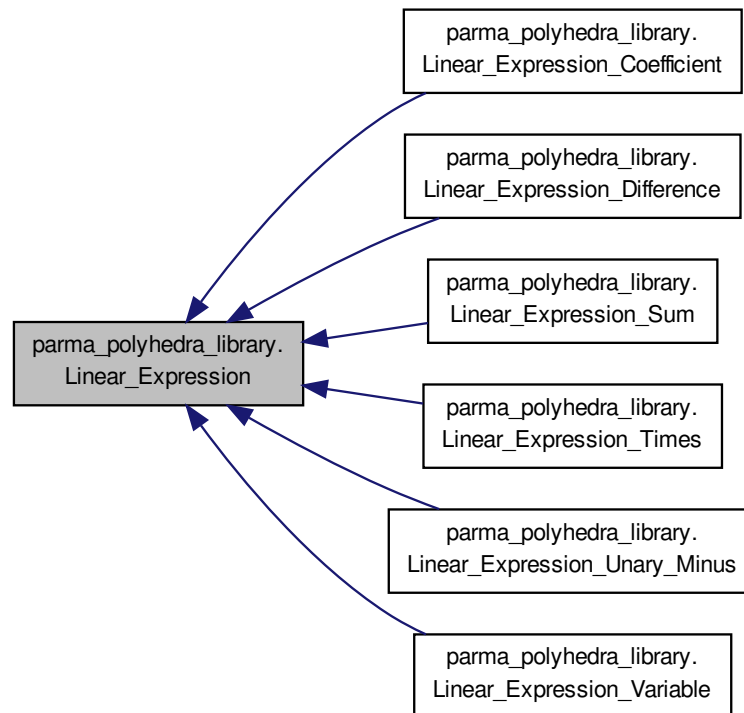 parma_polyhedra_library.
Linear_Expression_Coefficient
parma_polyhedra_library.
Linear_Expression_Difference
parma_polyhedra_library.
Linear_Expression_Sum
parma_polyhedra_library.
Linear_Expression
parma_polyhedra_library.
Linear_Expression_Times
parma_polyhedra_library.
Linear_Expression_Unary_Minus
parma_polyhedra_library.
Linear_Expression_Variable